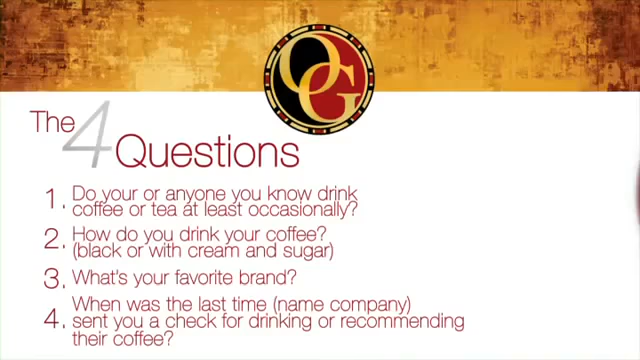 OG
The 4 Questions
1. Do your or anyone you know drink
coffee or tea at least occasionally?
2. How do you drink your coffee?
(black or with cream and sugar)
3. What's your favorite brand?
4. When was the last time (name company)
sent you a check for drinking or recommending
their coffee?